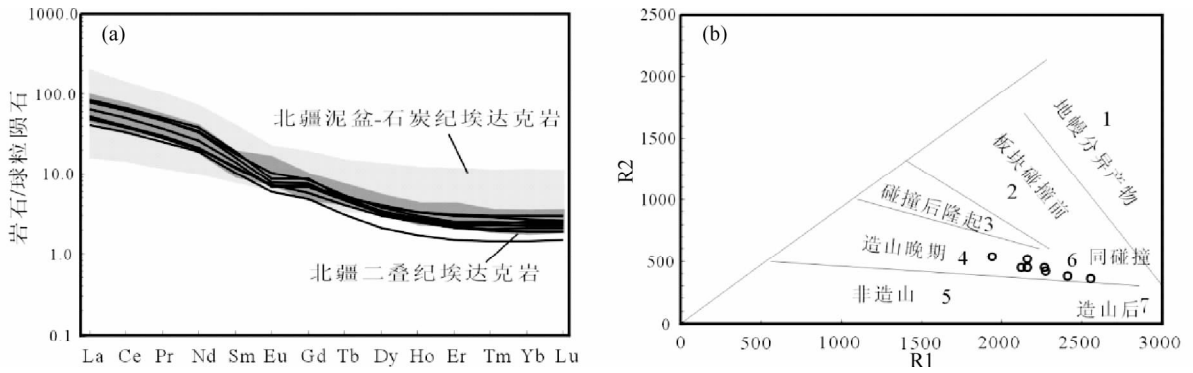 (a)
岩石/球粒陨石
1000.0
100.0
10.0
1.0
0.1
北疆泥盆-石炭纪埃达克岩
北疆二叠纪埃达克岩
La Ce Pr Nd Sm Eu Gd Tb Dy Ho Er Tm Yb Lu
(b)
R2
2500
2000
1500
1000
500
0
1
地幔分异产物
2
板块碰撞前
碰撞后隆起3
造山晚期 4
6 同碰撞
非造山 5
造山后7
0 500 1000 1500 2000 2500 3000
R1